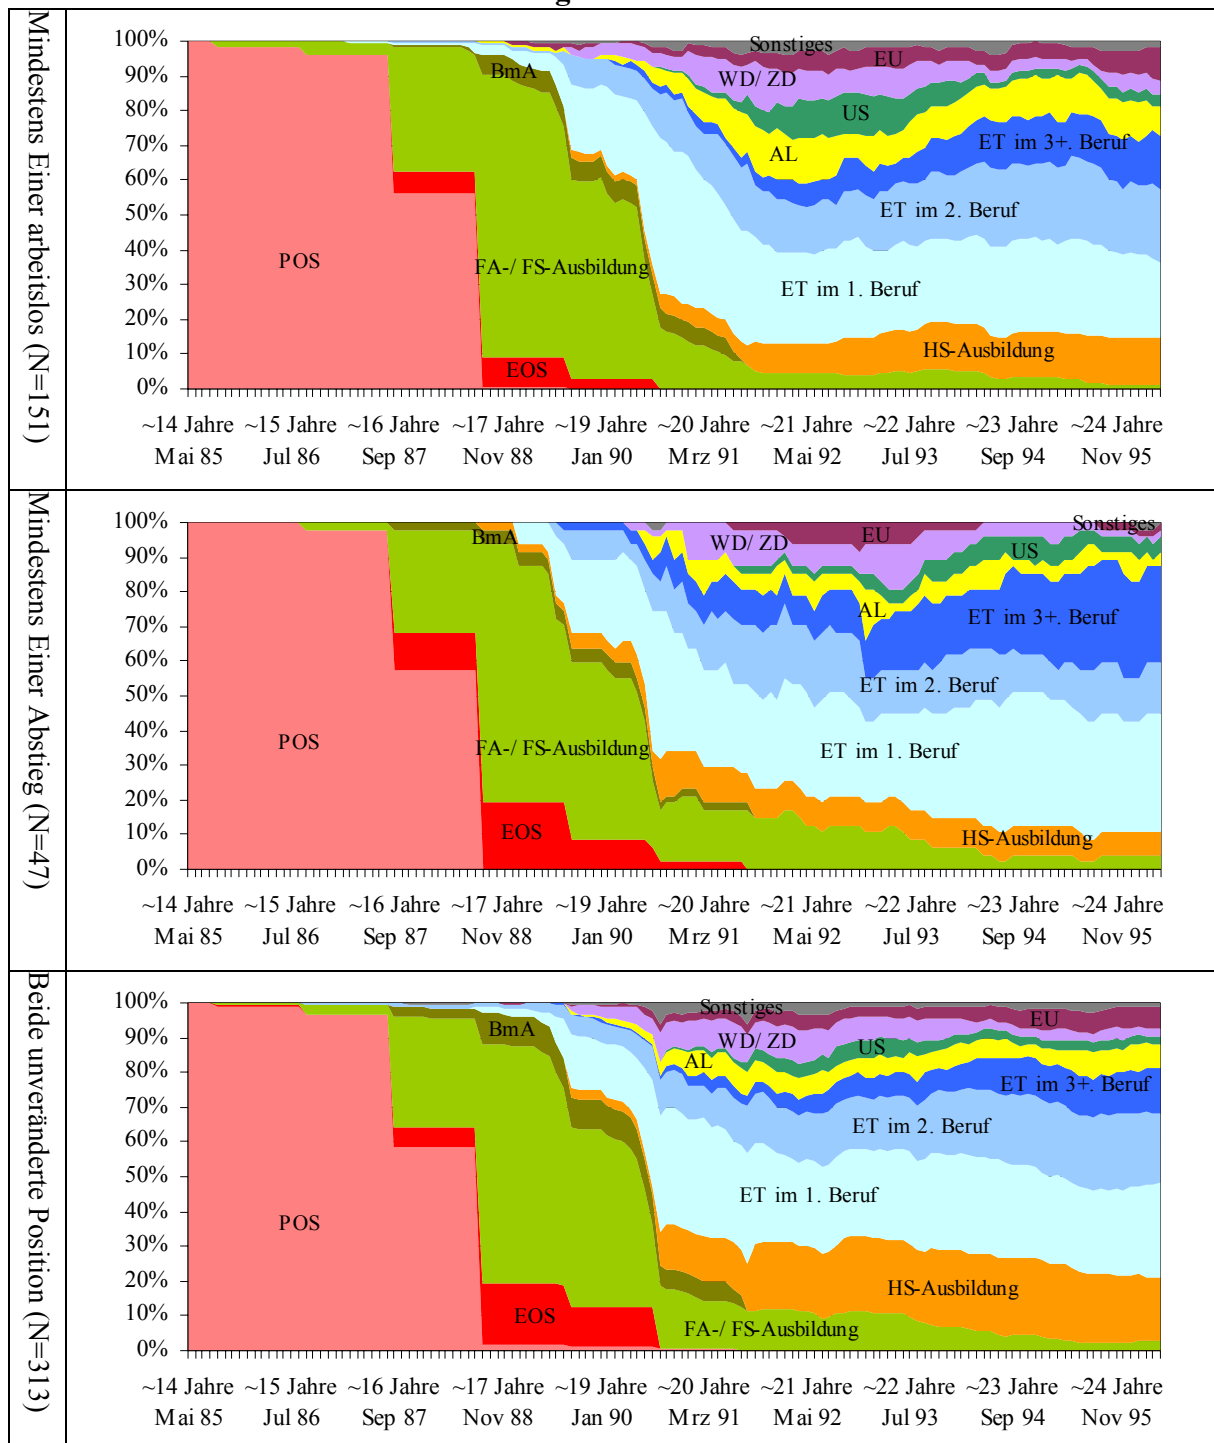 g
Mindestens Einer arbeitslos (N=151)
100%
90%
80%
70%
60%
50%
40%
30%
20%
10%
0%
Sonstiges
EU
BmA
WD/ ZD
US
AL
ET im 3+. Beruf
ET im 2. Beruf
POS
FA-/ FS-Ausbildung
ET im 1. Beruf
HS-Ausbildung
EOS
~14 Jahre ~15 Jahre ~16 Jahre ~17 Jahre ~19 Jahre ~20 Jahre ~21 Jahre ~22 Jahre ~23 Jahre ~24 Jahre
Mai 85 Jul 86 Sep 87 Nov 88 Jan 90 Mrz 91 Mai 92 Jul 93 Sep 94 Nov 95
Mindestens Einer Abstieg (N=47)
100%
90%
80%
70%
60%
50%
40%
30%
20%
10%
0%
Sonstiges
BmA
WD/ ZD
EU
US
AL
ET im 3+. Beruf
ET im 2. Beruf
POS
FA-/ FS-Ausbildung
ET im 1. Beruf
EOS
HS-Ausbildung
~14 Jahre ~15 Jahre ~16 Jahre ~17 Jahre ~19 Jahre ~20 Jahre ~21 Jahre ~22 Jahre ~23 Jahre ~24 Jahre
Mai 85 Jul 86 Sep 87 Nov 88 Jan 90 Mrz 91 Mai 92 Jul 93 Sep 94 Nov 95
Beide unveränderte Position (N=313)
100%
90%
80%
70%
60%
50%
40%
30%
20%
10%
0%
Sonstiges
EU
BmA
WD/ ZD
US
AL
ET im 3+. Beruf
ET im 2. Beruf
ET im 1. Beruf
POS
HS-Ausbildung
EOS
FA-/ FS-Ausbildung
~14 Jahre ~15 Jahre ~16 Jahre ~17 Jahre ~19 Jahre ~20 Jahre ~21 Jahre ~22 Jahre ~23 Jahre ~24 Jahre
Mai 85 Jul 86 Sep 87 Nov 88 Jan 90 Mrz 91 Mai 92 Jul 93 Sep 94 Nov 95